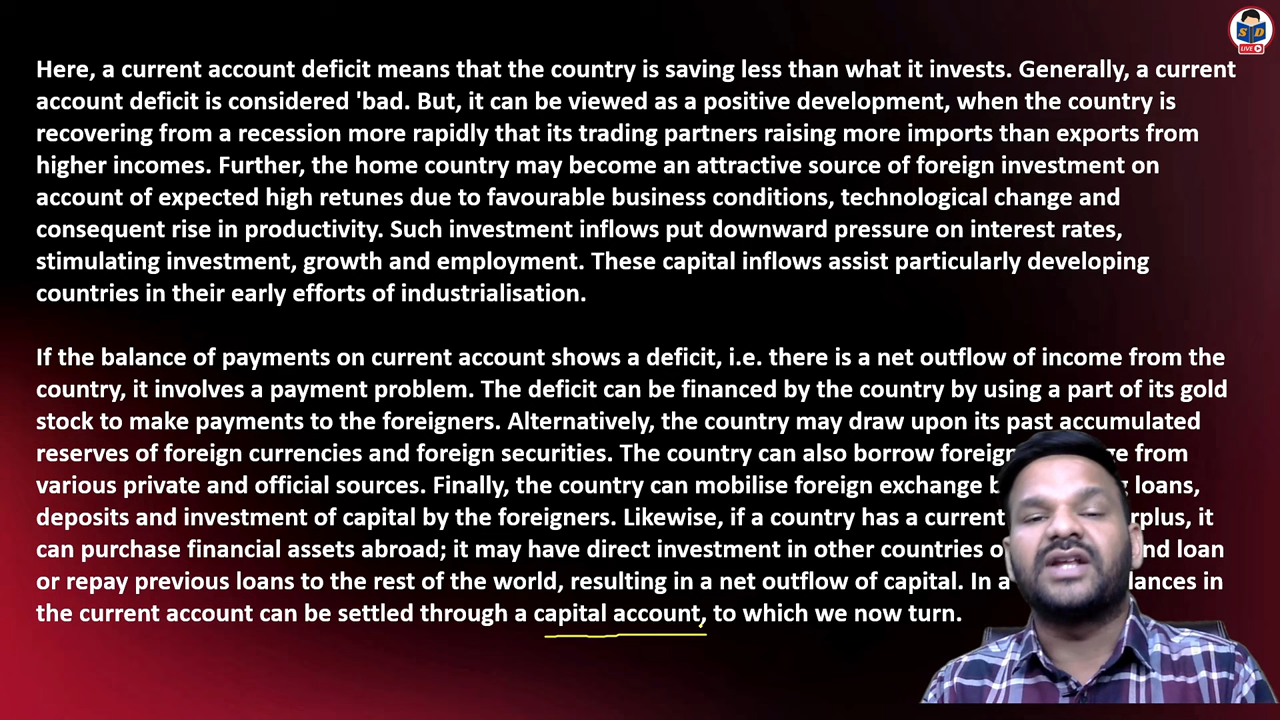 S D
LIVE
Here, a current account deficit means that the country is saving less than what it invests. Generally, a current
account deficit is considered 'bad. But, it can be viewed as a positive development, when the country is
recovering from a recession more rapidly that its trading partners raising more imports than exports from
higher incomes. Further, the home country may become an attractive source of foreign investment on
account of expected high retunes due to favourable business conditions, technological change and
consequent rise in productivity. Such investment inflows put downward pressure on interest rates,
stimulating investment, growth and employment. These capital inflows assist particularly developing
countries in their early efforts of industrialisation.
If the balance of payments on current account shows a deficit, i.e. there is a net outflow of income from the
country, it involves a payment problem. The deficit can be financed by the country by using a part of its gold
stock to make payments to the foreigners. Alternatively, the country may draw upon its past accumulated
reserves of foreign currencies and foreign securities. The country can also borrow from
various private and official sources. Finally, the country can mobilise foreign exchange loans,
deposits and investment of capital by the foreigners. Likewise, if a country has a current it
can purchase financial assets abroad; it may have direct investment in other countries loan
or repay previous loans to the rest of the world, resulting in a net outflow of capital. In in
the current account can be settled through a capital account, to which we now turn.